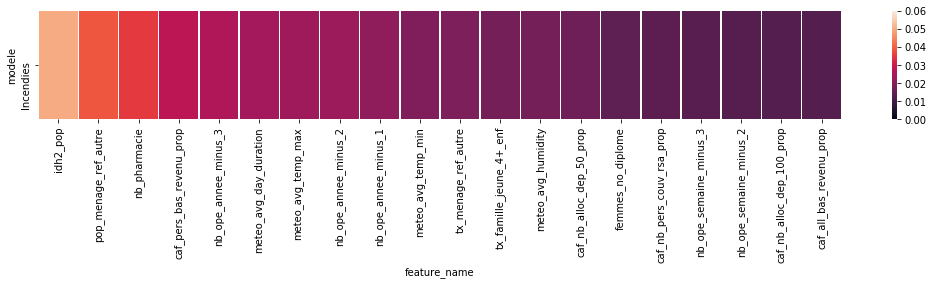 modele
Incendies
idh2_pop
pop_menage_ref_autre
nb_pharmacie
caf_pers_bas_revenu_prop
nb_ope_annee_minus_3
meteo_avg_day_duration
meteo_avg_temp_max
nb_ope_annee_minus_2
nb_ope_annee_minus_1
meteo_avg_temp_min
tx_menage_ref_autre
tx_famille_jeune_4+_enf
meteo_avg_humidity
caf_nb_alloc_dep_50_prop
femmes_no_diplome
caf_nb_pers_couv_rsa_prop
nb_ope_semaine_minus_3
nb_ope_semaine_minus_2
caf_nb_alloc_dep_100_prop
caf_all_bas_revenu_prop
feature_name
0.06
0.05
0.04
0.03
0.02
0.01
0.00